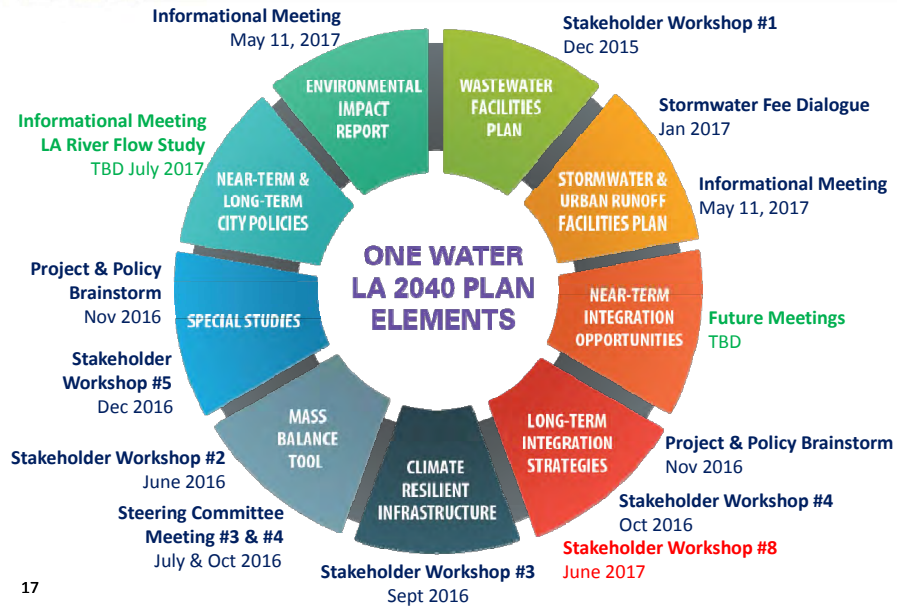 Informational Meeting
May 11, 2017
Stakeholder Workshop #1
Dec 2015
ENVIRONMENTAL
IMPACT
REPORT
WASTEWATER
FACILITIES
PLAN
Stormwater Fee Dialogue
Jan 2017
Informational Meeting
LA River Flow Study
TBD July 2017
NEAR-TERM &
LONG-TERM
CITY POLICIES
STORMWATER &
URBAN RUNOFF
FACILITIES PLAN
Informational Meeting
May 11, 2017
ONE WATER
LA 2040 PLAN
ELEMENTS
Project & Policy
Brainstorm
Nov 2016
SPECIAL STUDIES
NEAR-TERM
INTEGRATION
OPPORTUNITIES
Future Meetings
TBD
Stakeholder
Workshop #5
Dec 2016
MASS
BALANCE
TOOL
LONG-TERM
INTEGRATION
STRATEGIES
Project & Policy Brainstorm
Nov 2016
Stakeholder Workshop #2
June 2016
CLIMATE
RESILIENT
INFRASTRUCTURE
Stakeholder Workshop #4
Oct 2016
Steering Committee
Meeting #3 & #4
July & Oct 2016
Stakeholder Workshop #8
June 2017
Stakeholder Workshop #3
Sept 2016
17